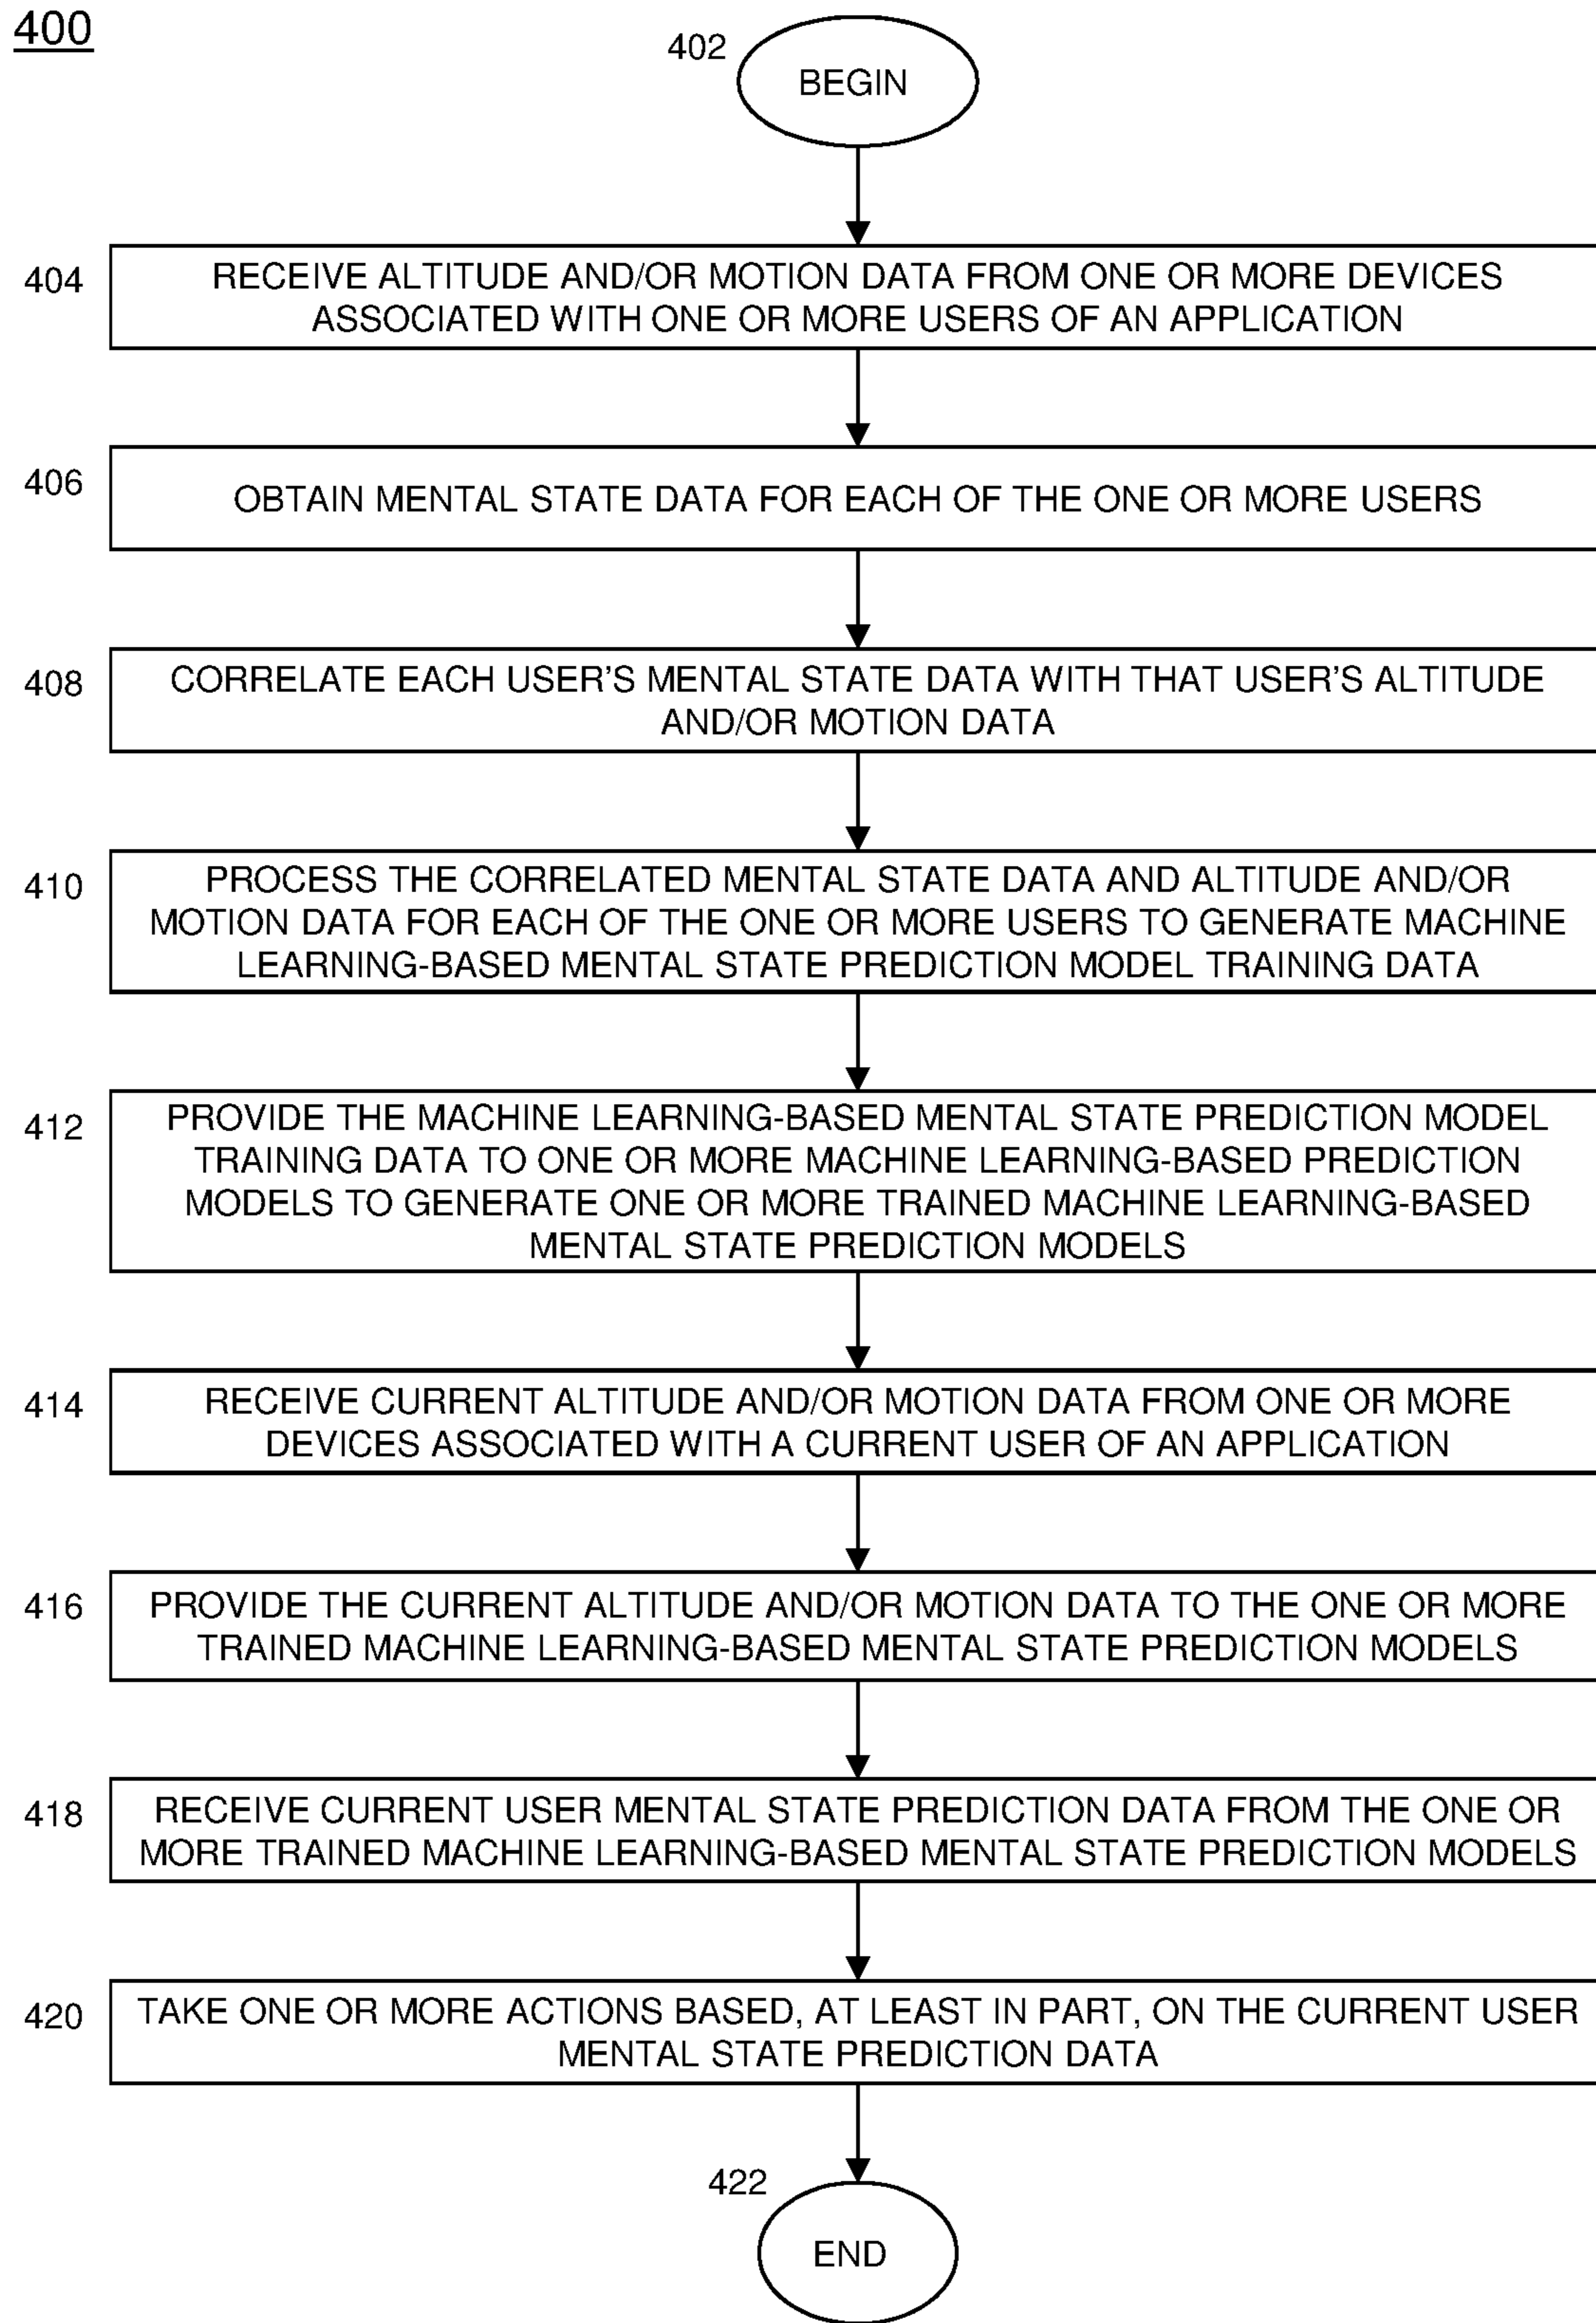 400
402
BEGIN
404
RECEIVE ALTITUDE AND/OR MOTION DATA FROM ONE OR MORE DEVICES
ASSOCIATED WITH ONE OR MORE USERS OF AN APPLICATION
406
OBTAIN MENTAL STATE DATA FOR EACH OF THE ONE OR MORE USERS
408
CORRELATE EACH USER'S MENTAL STATE DATA WITH THAT USER'S ALTITUDE
AND/OR MOTION DATA
410
PROCESS THE CORRELATED MENTAL STATE DATA AND ALTITUDE AND/OR
MOTION DATA FOR EACH OF THE ONE OR MORE USERS TO GENERATE MACHINE
LEARNING-BASED MENTAL STATE PREDICTION MODEL TRAINING DATA
412
PROVIDE THE MACHINE LEARNING-BASED MENTAL STATE PREDICTION MODEL
TRAINING DATA TO ONE OR MORE MACHINE LEARNING-BASED PREDICTION
MODELS TO GENERATE ONE OR MORE TRAINED MACHINE LEARNING-BASED
MENTAL STATE PREDICTION MODELS
414
RECEIVE CURRENT ALTITUDE AND/OR MOTION DATA FROM ONE OR MORE
DEVICES ASSOCIATED WITH A CURRENT USER OF AN APPLICATION
416
PROVIDE THE CURRENT ALTITUDE AND/OR MOTION DATA TO THE ONE OR MORE
TRAINED MACHINE LEARNING-BASED MENTAL STATE PREDICTION MODELS
418
RECEIVE CURRENT USER MENTAL STATE PREDICTION DATA FROM THE ONE OR
MORE TRAINED MACHINE LEARNING-BASED MENTAL STATE PREDICTION MODELS
420
TAKE ONE OR MORE ACTIONS BASED, AT LEAST IN PART, ON THE CURRENT USER
MENTAL STATE PREDICTION DATA
422
END